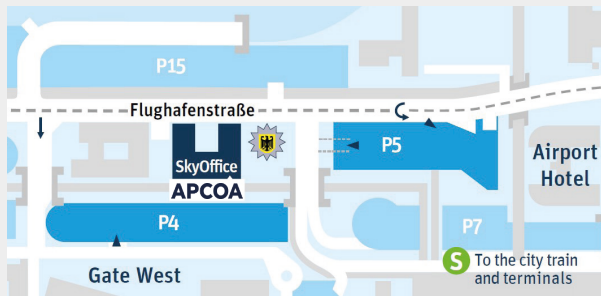 P15
Flughafenstraße
SkyOffice
APCOA
P5
Airport
Hotel
P4
P7
Gate West
S To the city train
and terminals